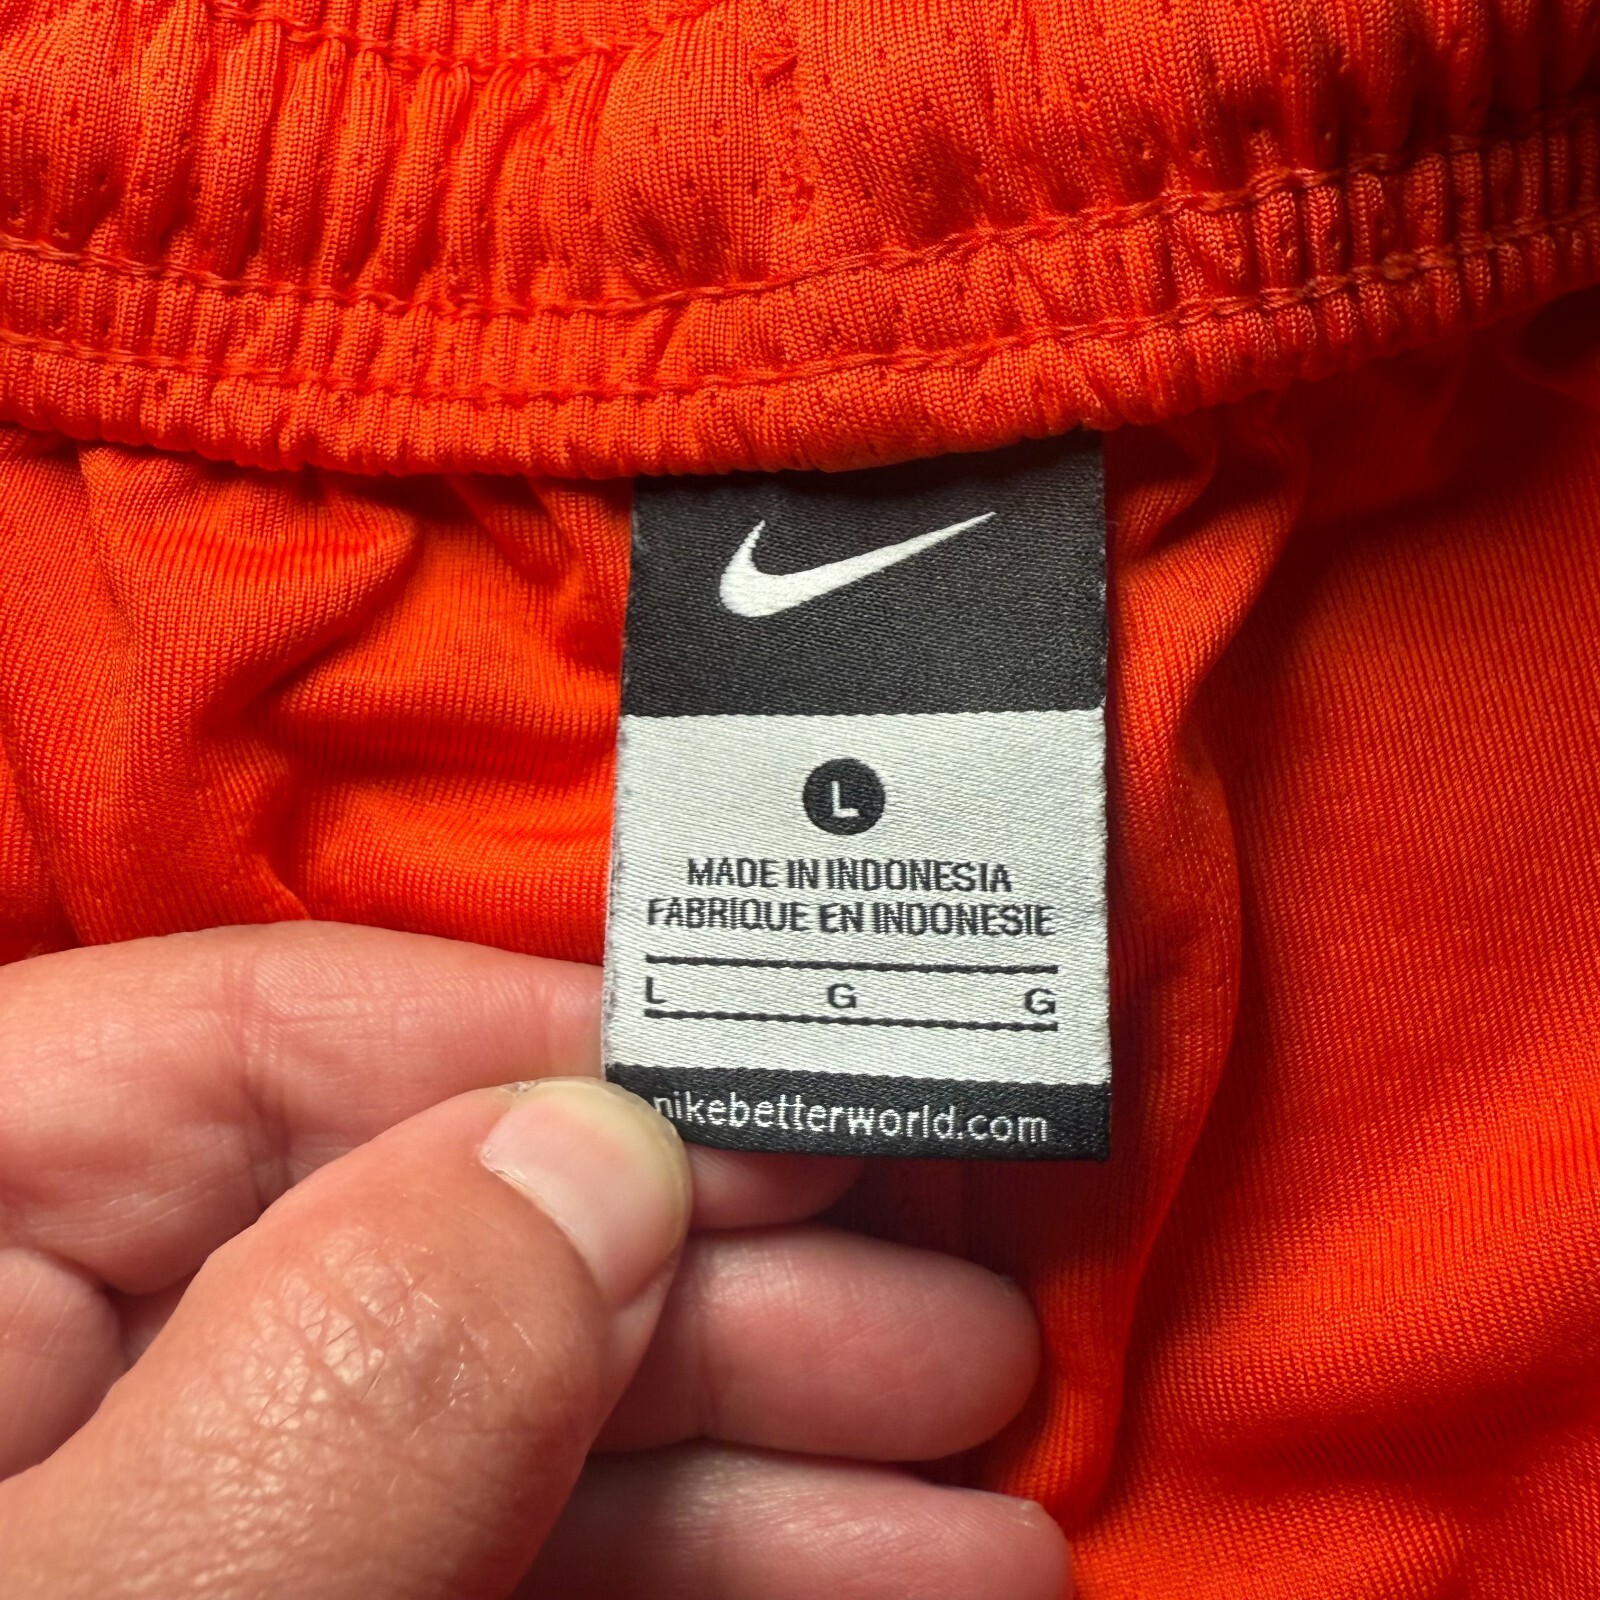 L
MADE IN INDONESIA
FABRIQUE EN INDONESIE
L G G
nikebetterworld.com